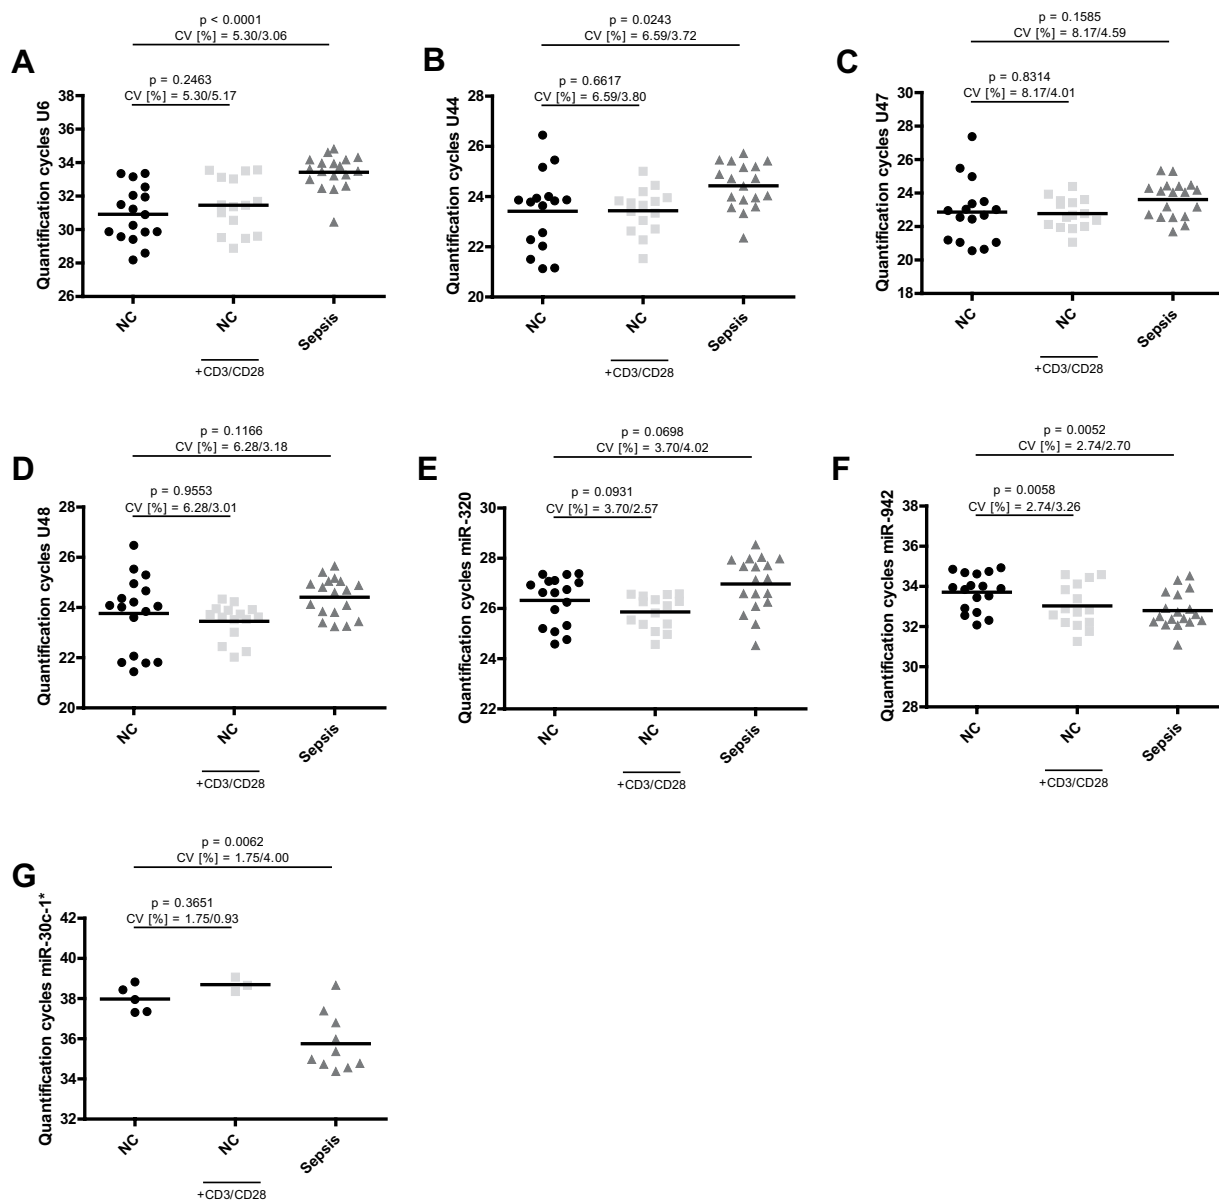 A
p < 0.0001
CV [%] = 5.30/3.06
p = 0.2463
CV [%] = 5.30/5.17
Quantification cycles U6
38
36
34
32
30
28
26
NC
NC
Sepsis
+CD3/CD28
B
p = 0.0243
CV [%] = 6.59/3.72
p = 0.6617
CV [%] = 6.59/3.80
Quantification cycles U44
28
26
24
22
20
NC
NC
Sepsis
+CD3/CD28
C
p = 0.1585
CV [%] = 8.17/4.59
p = 0.8314
CV [%] = 8.17/4.01
Quantification cycles U47
30
28
26
24
22
20
18
NC
NC
Sepsis
+CD3/CD28
D
p = 0.1166
CV [%] = 6.28/3.18
p = 0.9553
CV [%] = 6.28/3.01
Quantification cycles U48
28
26
24
22
20
NC
NC
Sepsis
+CD3/CD28
E
p = 0.0698
CV [%] = 3.70/4.02
p = 0.0931
CV [%] = 3.70/2.57
Quantification cycles miR-320
30
28
26
24
22
NC
NC
Sepsis
+CD3/CD28
F
p = 0.0052
CV [%] = 2.74/2.70
p = 0.0058
CV [%] = 2.74/3.26
Quantification cycles miR-942
38
36
34
32
30
28
NC
NC
Sepsis
+CD3/CD28
G
p = 0.0062
CV [%] = 1.75/4.00
p = 0.3651
CV [%] = 1.75/0.93
Quantification cycles miR-30c-1*
42
40
38
36
34
32
NC
NC
Sepsis
+CD3/CD28